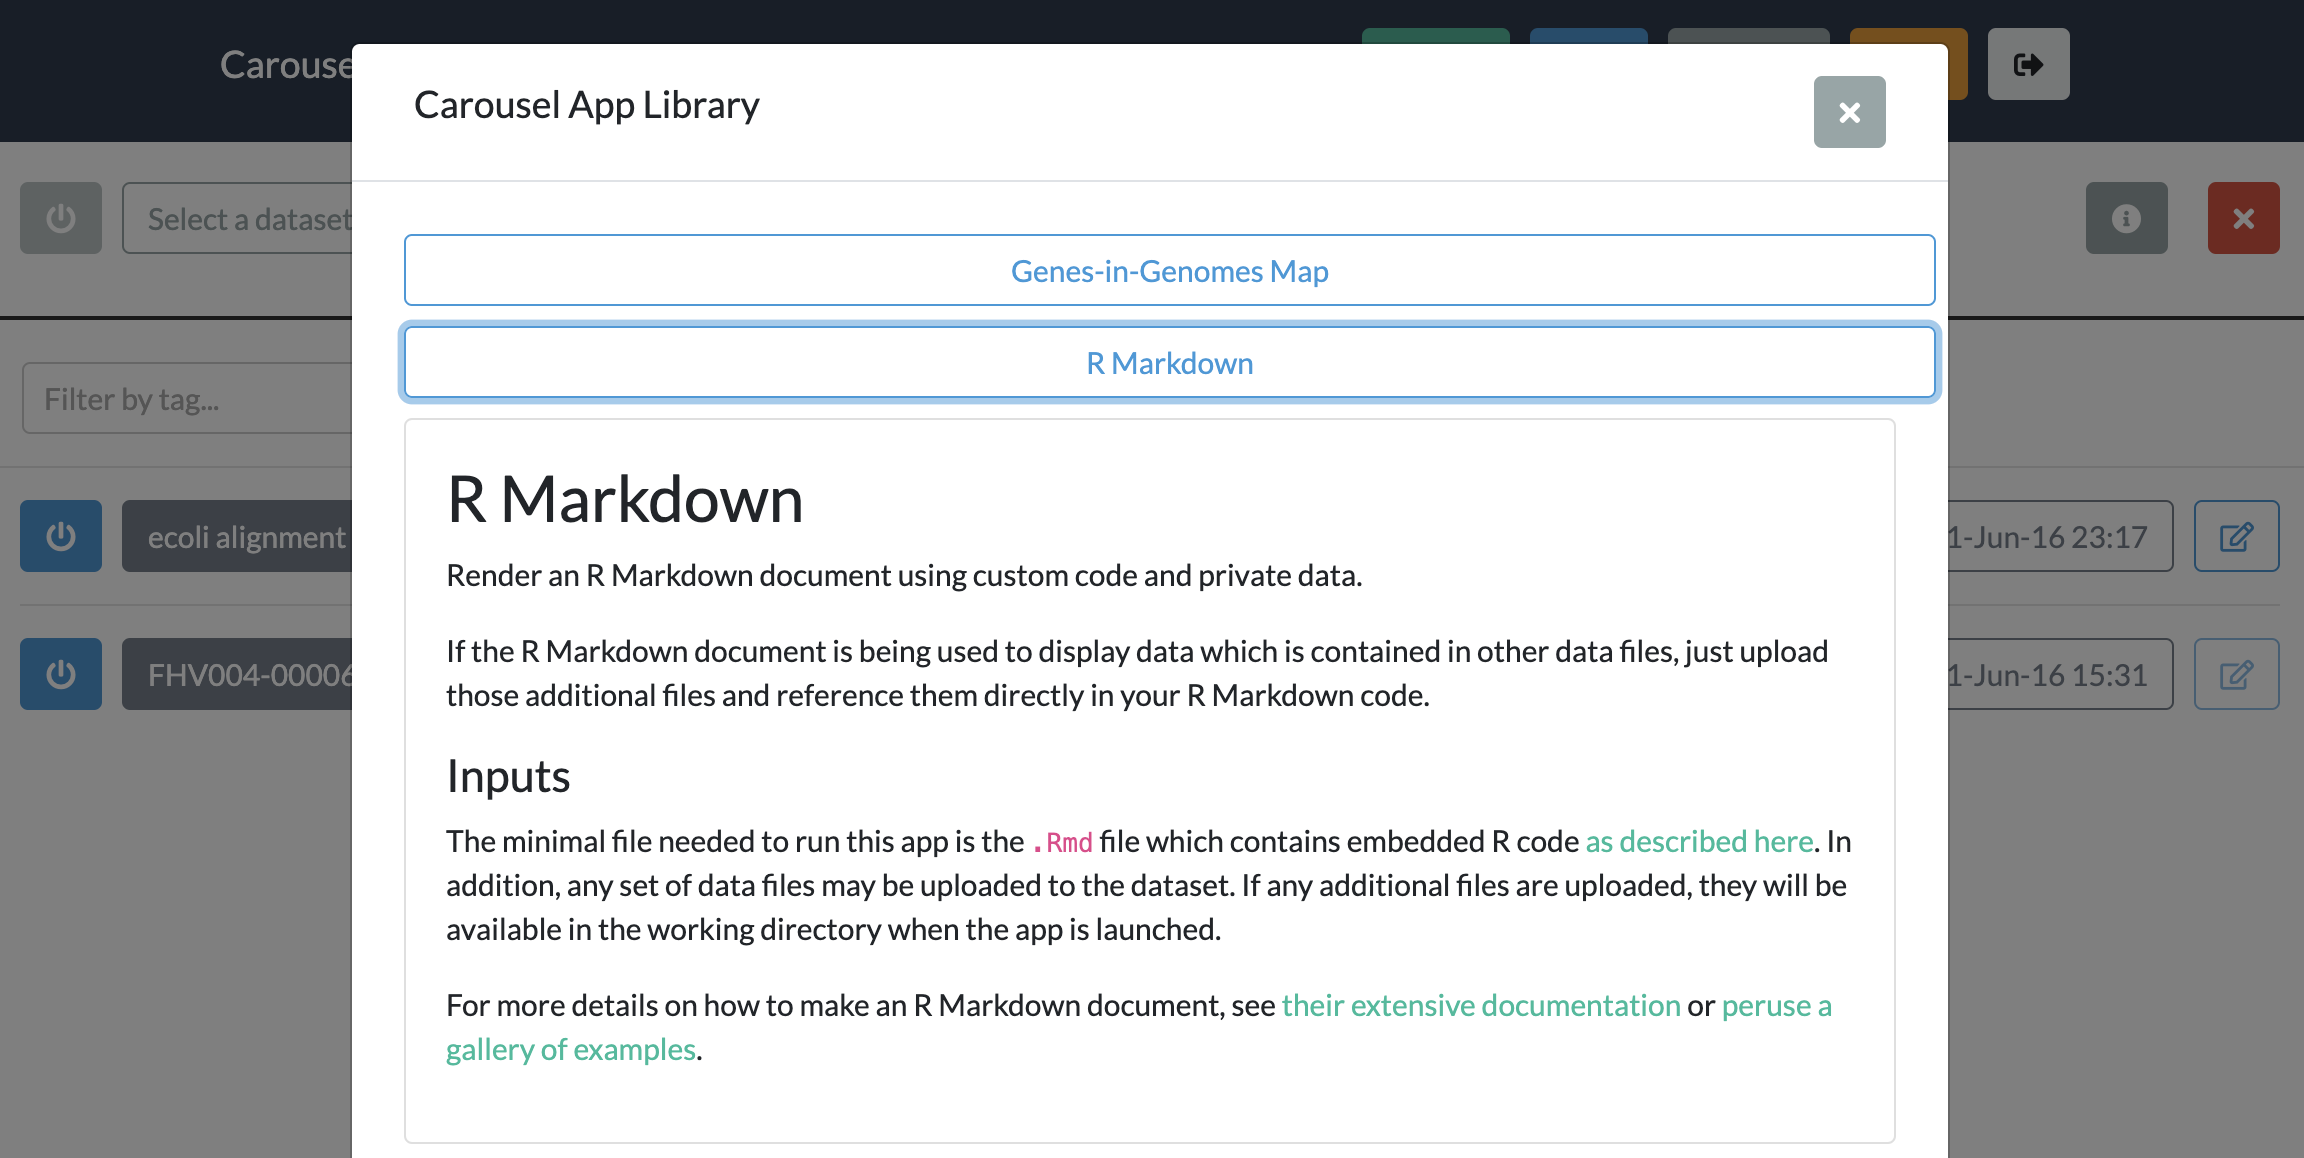 Carouse
Carousel App Library
Select a dataset
Genes-in-Genomes Map
R Markdown
Filter by tag...
R Markdown
Render an R Markdown document using custom code and private data.
If the R Markdown document is being used to display data which is contained in other data files, just upload
those additional files and reference them directly in your R Markdown code.
Inputs
The minimal file needed to run this app is the .Rmd file which contains embedded R code as described here. In
addition, any set of data files may be uploaded to the dataset. If any additional files are uploaded, they will be
available in the working directory when the app is launched.
For more details on how to make an R Markdown document, see their extensive documentation or peruse a
gallery of examples.
ecoli alignment
1-Jun-16 23:17
FHV004-00006
1-Jun-16 15:31